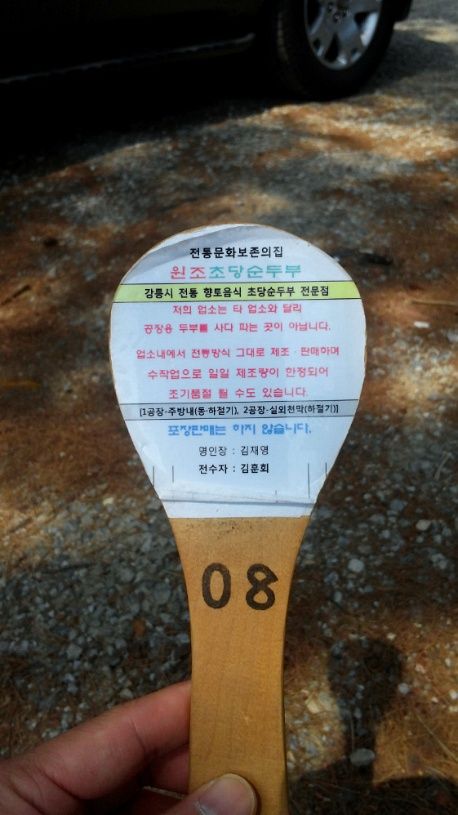 전통문화보존의집
원조초당순두부
강릉시 전통 향토음식 초당순두부 전문점
저희 업소는 타 업소와 달리
공장용 두부를 사다 파는 곳이 아닙니다.
업소내에서 전통방식 그대로 제조·판매하며
수작업으로 일일 제조량이 한정되어
조기품절 될 수도 있습니다.
[1공장-주방내(동·하절기), 2공장-실외천막(하절기)]
포장판매는 하지 않습니다.
명인장 : 김재영
전수자 : 김훈회
08